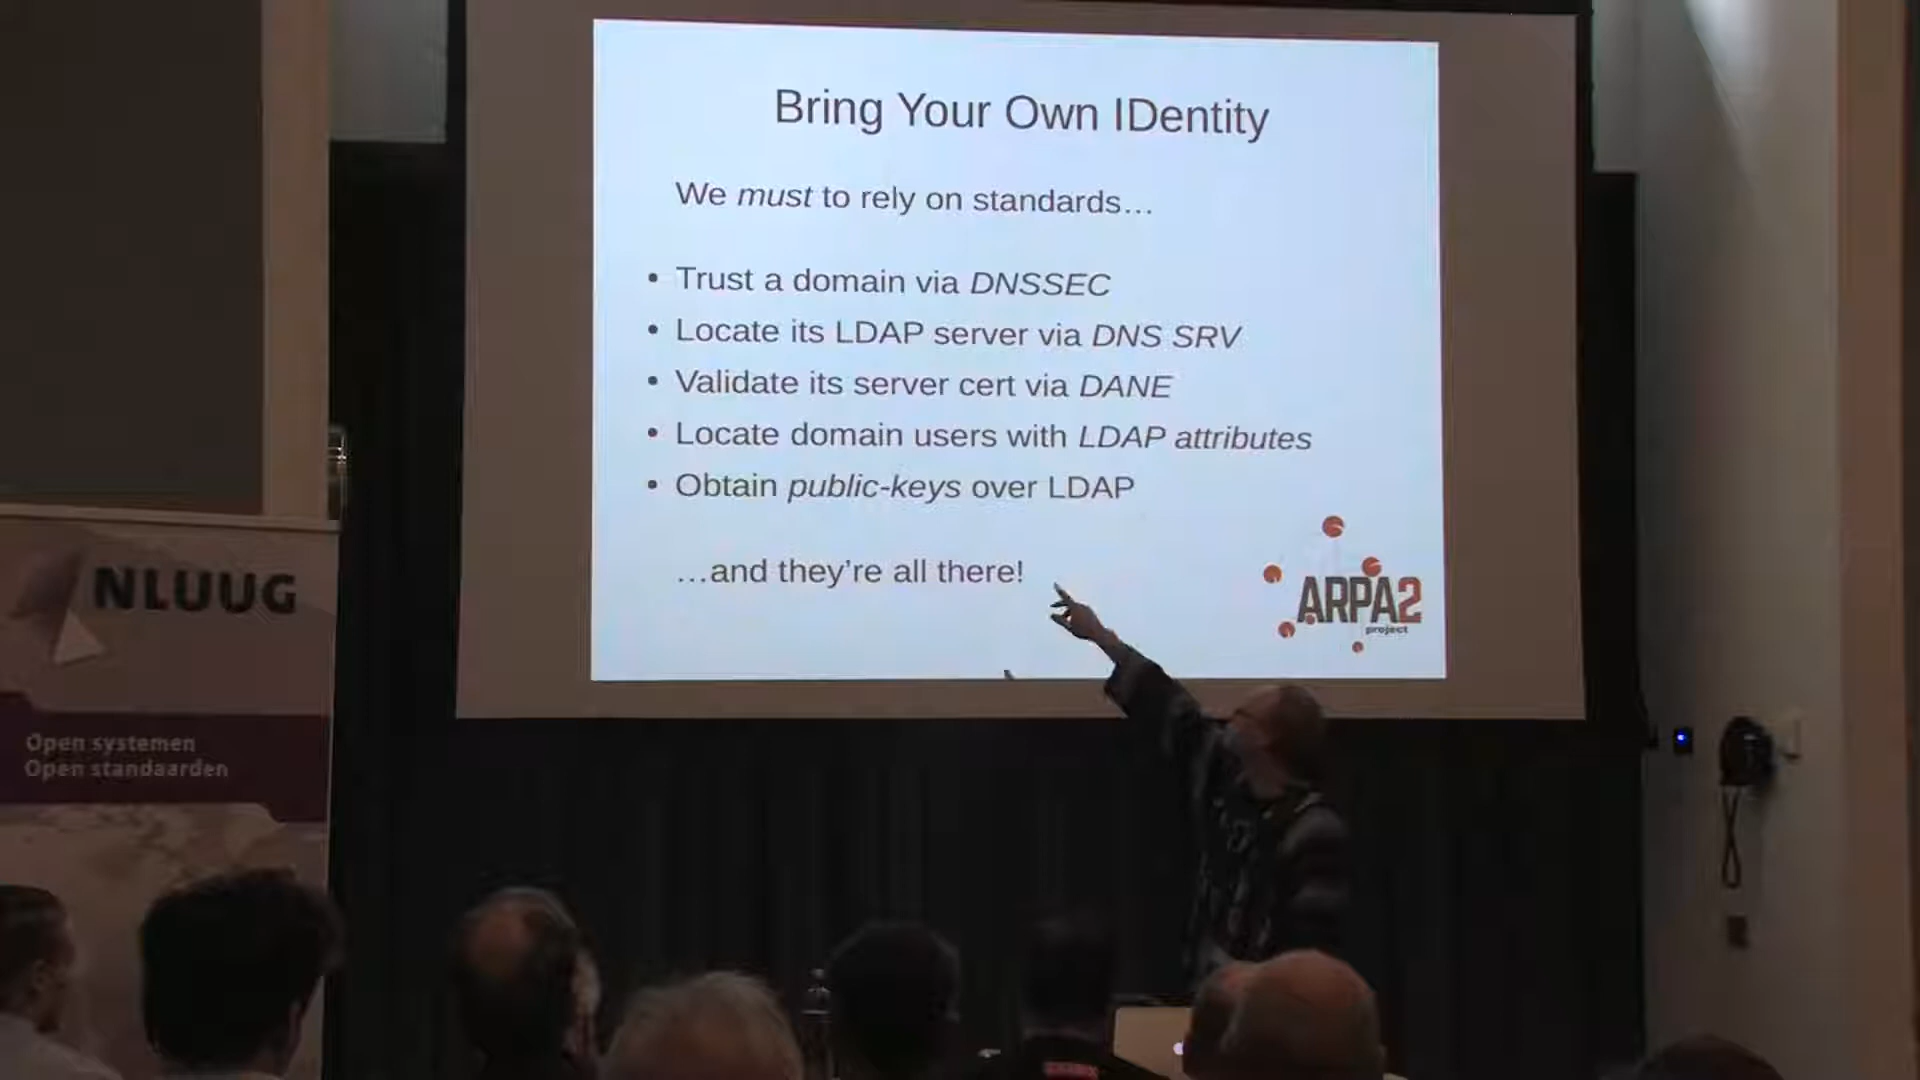 Bring Your Own IDentity
We must to rely on standards…
• Trust a domain via DNSSEC
• Locate its LDAP server via DNS SRV
• Validate its server cert via DANE
• Locate domain users with LDAP attributes
• Obtain public-keys over LDAP
…and they’re all there!
ARPA2
project
NLUUG
Open systemen
Open standaarden